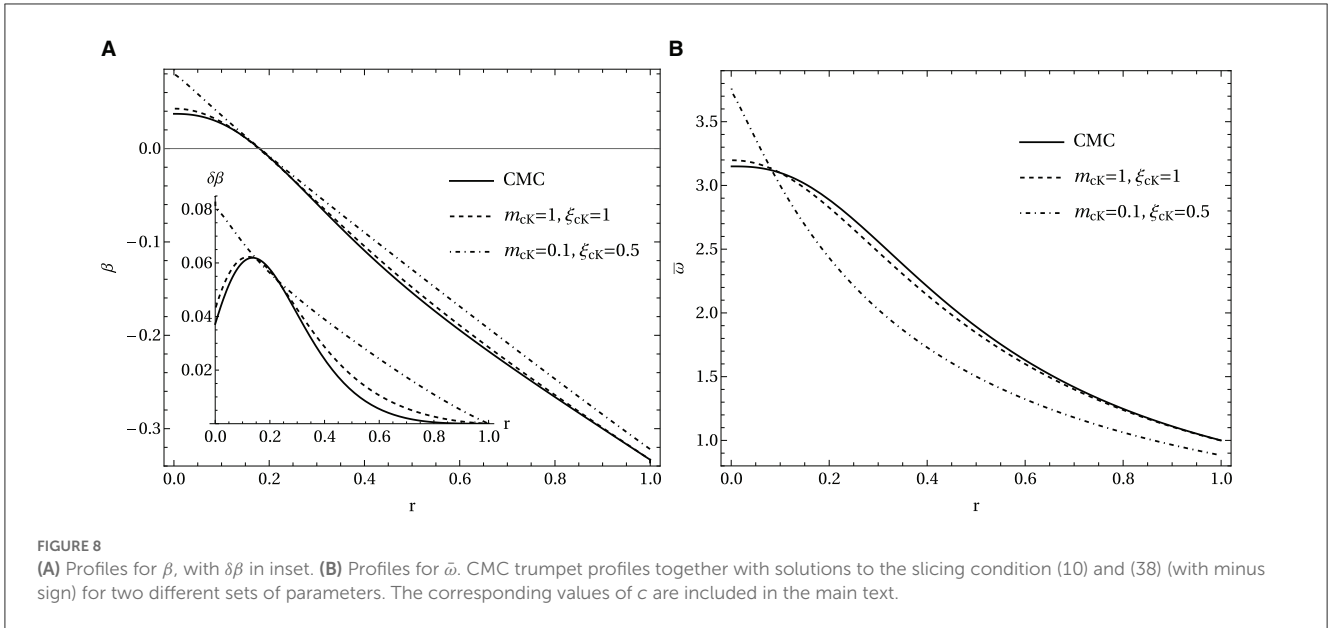 A
B
0.0
−0.1
−0.2
−0.3
β
δβ
0.08
0.06
0.04
0.02
0.0 0.2 0.4 0.6 0.8 1.0 r
CMC
m_cK=1, ξ_cK=1
m_cK=0.1, ξ_cK=0.5
0.0 0.2 0.4 0.6 0.8 1.0
r
3.5
3.0
2.5
2.0
1.5
1.0
ω̄
CMC
m_cK=1, ξ_cK=1
m_cK=0.1, ξ_cK=0.5
0.0 0.2 0.4 0.6 0.8 1.0
r
FIGURE 8
(A) Profiles for β, with δβ in inset. (B) Profiles for ω̄. CMC trumpet profiles together with solutions to the slicing condition (10) and (38) (with minus
sign) for two different sets of parameters. The corresponding values of c are included in the main text.